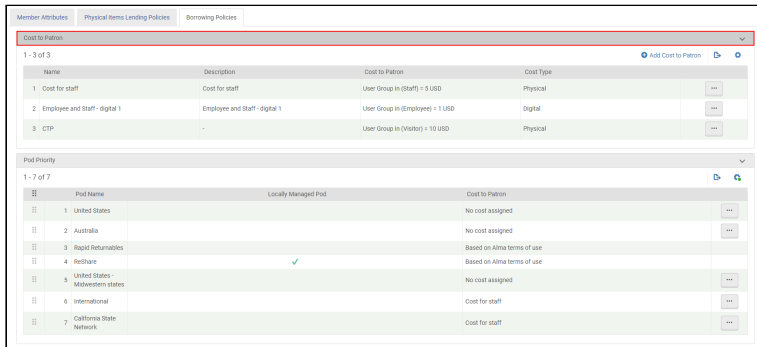 Member Attributes Physical Items Lending Policies Borrowing Policies
Cost to Patron
1 - 3 of 3 Add Cost to Patron
Name Description Cost to Patron Cost Type
1 Cost for staff Cost for staff User Group in (Staff) = 5 USD Physical
2 Employee and Staff - digital 1 Employee and Staff - digital 1 User Group in (Employee) = 1 USD Digital
3 CTP - User Group in (Visitor) = 10 USD Physical
Pod Priority
1 - 7 of 7
Pod Name Locally Managed Pod Cost to Patron
1 United States No cost assigned
2 Australia No cost assigned
3 Rapid Returnables Based on Alma terms of use
4 ReShare Based on Alma terms of use
5 United States -
Midwestern states No cost assigned
6 International Cost for staff
7 California State
Network Cost for staff